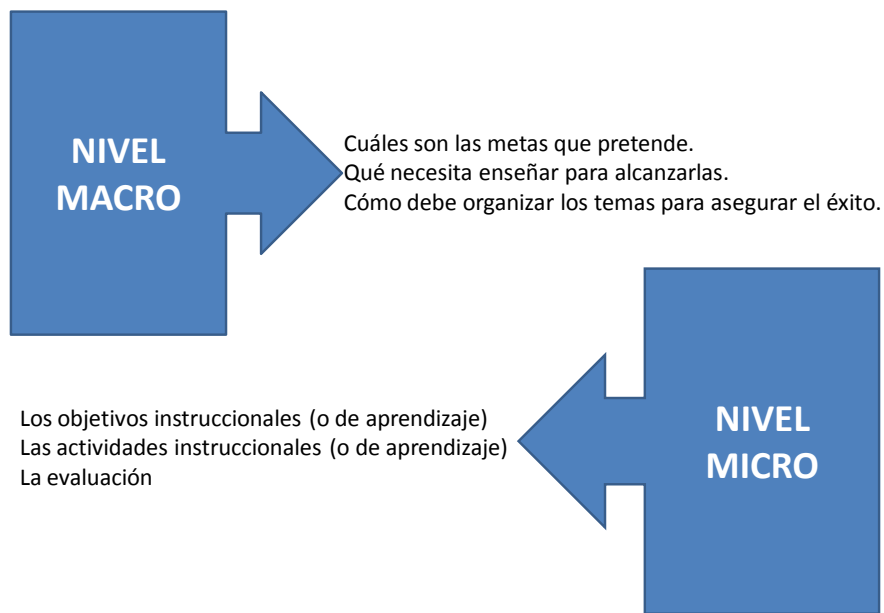 NIVEL
MACRO
Cuáles son las metas que pretende.
Qué necesita enseñar para alcanzarlas.
Cómo debe organizar los temas para asegurar el éxito.
Los objetivos instruccionales (o de aprendizaje)
Las actividades instruccionales (o de aprendizaje)
La evaluación
NIVEL
MICRO